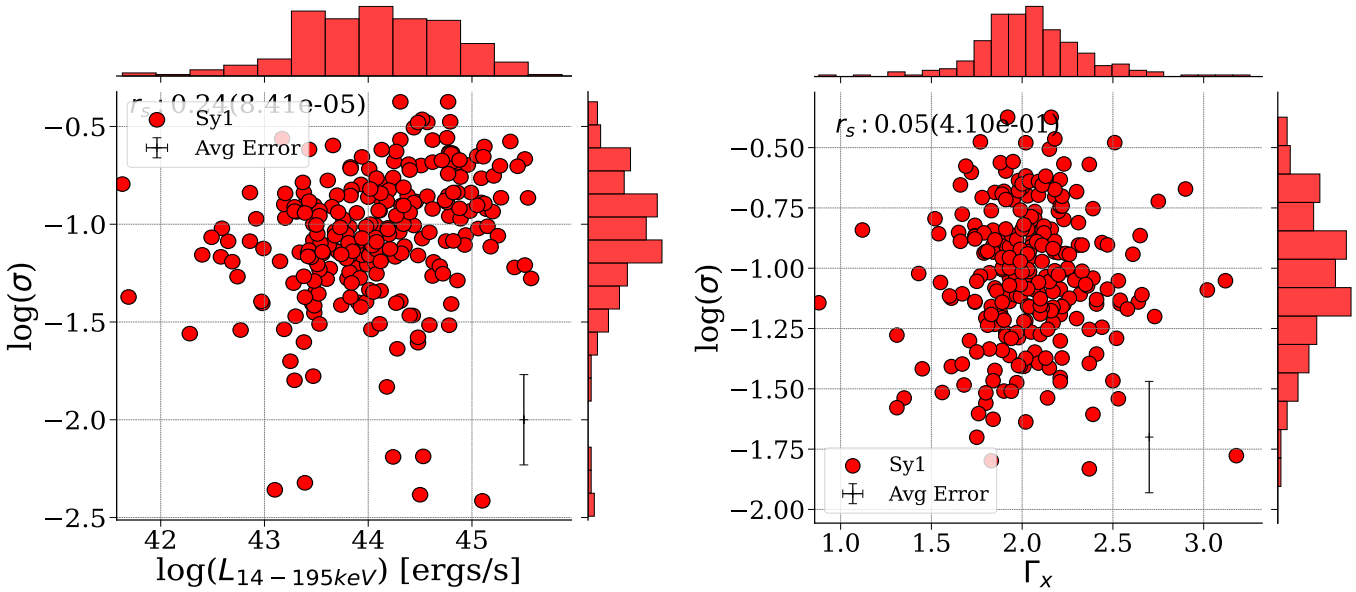 r_s : 0.24(8.41e-05)
Sy1
Avg Error
−0.5
−1.0
−1.5
−2.0
−2.5
log(σ)
42 43 44 45
log(L_{14−195keV}) [ergs/s]
r_s : 0.05(4.10e-01)
−0.50
−0.75
−1.00
−1.25
−1.50
−1.75
−2.00
log(σ)
Sy1
Avg Error
1.0 1.5 2.0 2.5 3.0
Γ_x